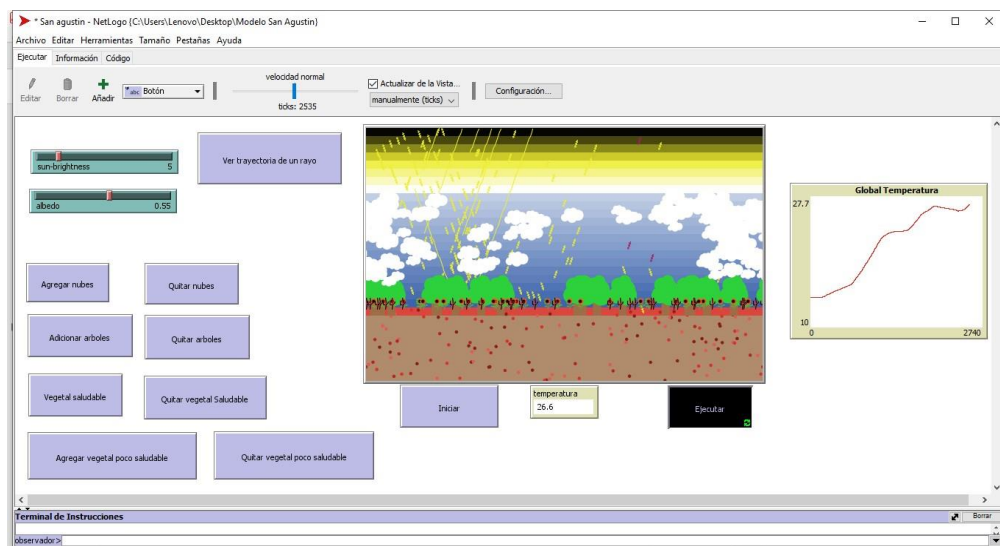 * San agustin - NetLogo {C:\Users\Lenovo\Desktop\Modelo San Agustin}
Archivo Editar Herramientas Tamaño Pestañas Ayuda
Ejecutar Información Código
Editar Borrar Añadir abc Botón
velocidad normal
ticks: 2535
Actualizar de la Vista...
manualmente (ticks)
Configuración...
sun-brightness 5
albedo 0.55
Ver trayectoria de un rayo
Agregar nubes
Quitar nubes
Adicionar arboles
Quitar arboles
Vegetal saludable
Quitar vegetal Saludable
Agregar vegetal poco saludable
Quitar vegetal poco saludable
Iniciar
temperatura
26.6
Ejecutar
Global Temperatura
27.7
10
0 2740
Terminal de Instrucciones
Borrar
observador>